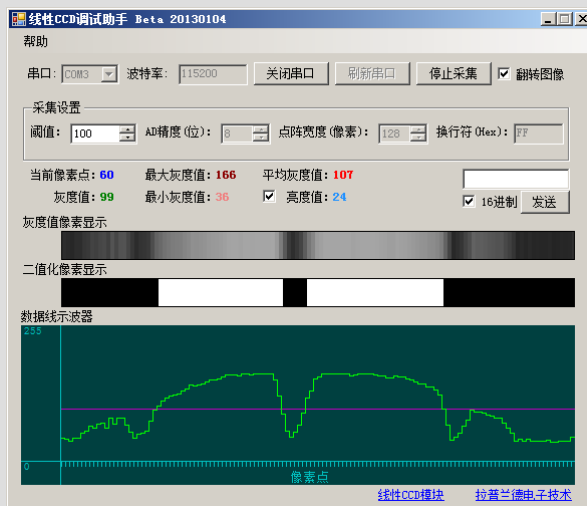 线性CCD调试助手 Beta 20130104
帮助
串口: COM3 波特率: 115200 关闭串口 刷新串口 停止采集 翻转图像
采集设置
阈值: 100 AD精度(位): 8 点阵宽度(像素): 128 换行符(Hex): FF
当前像素点: 60 最大灰度值: 166 平均灰度值: 107
灰度值: 99 最小灰度值: 36 亮度值: 24 16进制 发送
灰度值像素显示
二值化像素显示
数据线示波器
255
0
像素点
线性CCD模块 拉普兰德电子技术